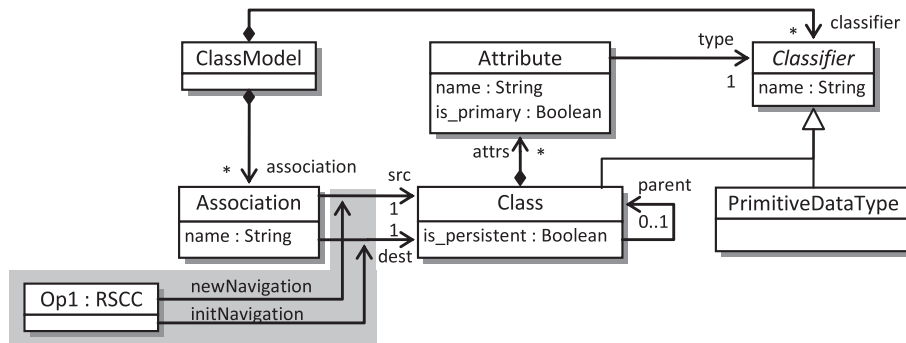 classifier
*
ClassModel
Attribute
name : String
is_primary : Boolean
type
1
Classifier
name : String
* association
attrs *
src
1
Association
name : String
1
dest
Class
is_persistent : Boolean
parent
0..1
PrimitiveDataType
Op1 : RSCC
newNavigation
initNavigation